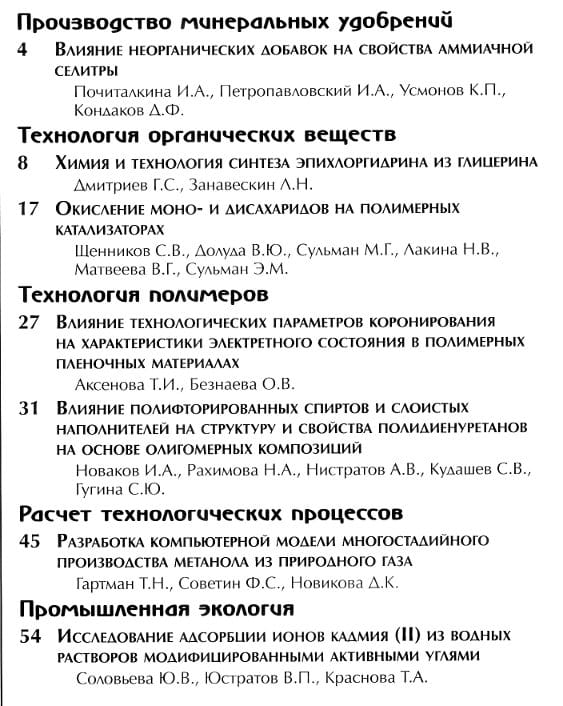 Производство минеральных удобрений
4 Влияние неорганических добавок на свойства аммиачной
селитры
Почиталкина И.А., Петропавловский И.А., Усмонов К.П.,
Кондаков Д.Ф.
Технология органических веществ
8 Химия и технология синтеза эпихлоргидрина из глицерина
Дмитриев Г.С., Занавескин Л.Н.
17 Окисление моно- и дисахаридов на полимерных
катализаторах
Щенников С.В., Долуда В.Ю., Сульман М.Г., Лакина Н.В.,
Матвеева В.Г., Сульман Э.М.
Технология полимеров
27 Влияние технологических параметров коронирования
на характеристики электретного состояния в полимерных
пленочных материалах
Аксенова Т.И., Безнаева О.В.
31 Влияние полифторированных спиртов и слоистых
наполнителей на структуру и свойства полидиенуретанов
на основе олигомерных композиций
Новаков И.А., Рахимова Н.А., Нистратов А.В., Кудашев С.В.,
Гугина С.Ю.
Расчет технологических процессов
45 Разработка компьютерной модели многостадийного
производства метанола из природного газа
Гартман Т.Н., Советин Ф.С., Новикова Д.К.
Промышленная экология
54 Исследование адсорбции ионов кадмия (II) из водных
растворов модифицированными активными углями
Соловьева Ю.В., Юстратов В.П., Краснова Т.А.